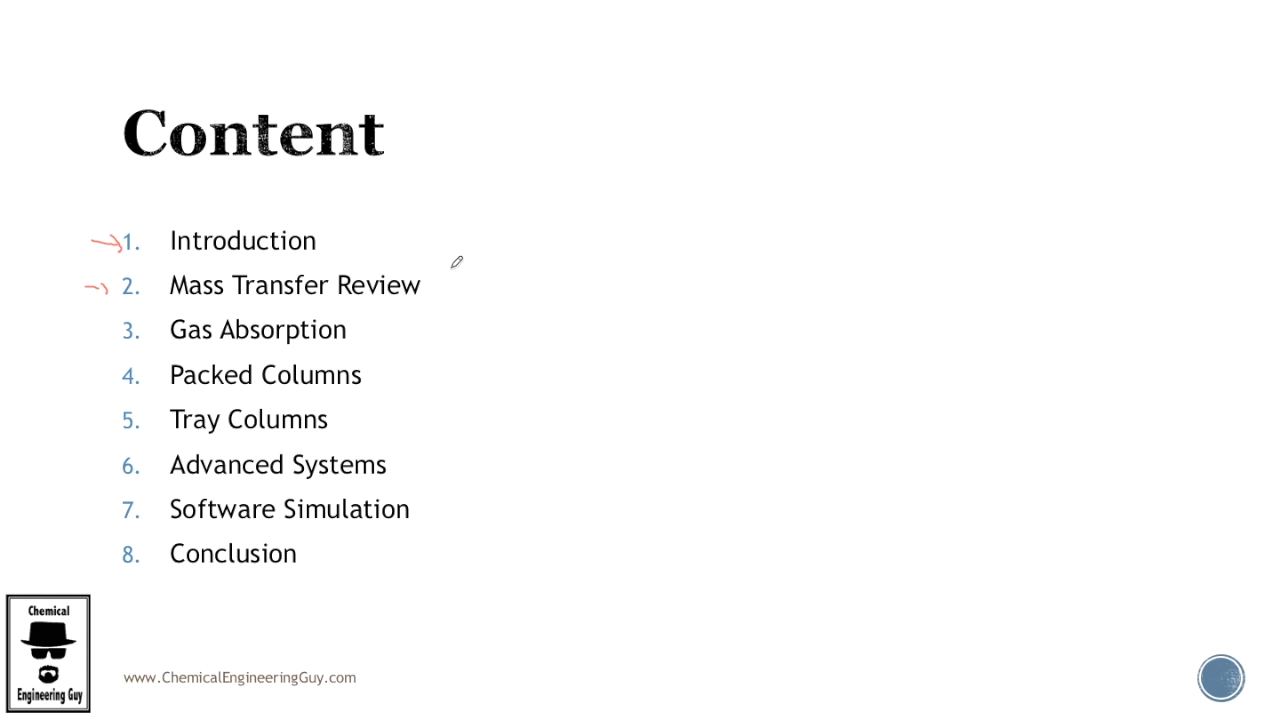 Content
1. Introduction
2. Mass Transfer Review
3. Gas Absorption
4. Packed Columns
5. Tray Columns
6. Advanced Systems
7. Software Simulation
8. Conclusion
Chemical
Engineering Guy
www.ChemicalEngineeringGuy.com